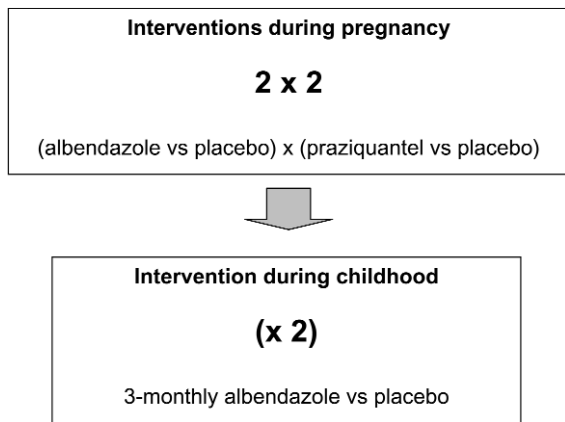 Interventions during pregnancy
2 x 2
(albendazole vs placebo) x (praziquantel vs placebo)
Intervention during childhood
(x 2)
3-monthly albendazole vs placebo